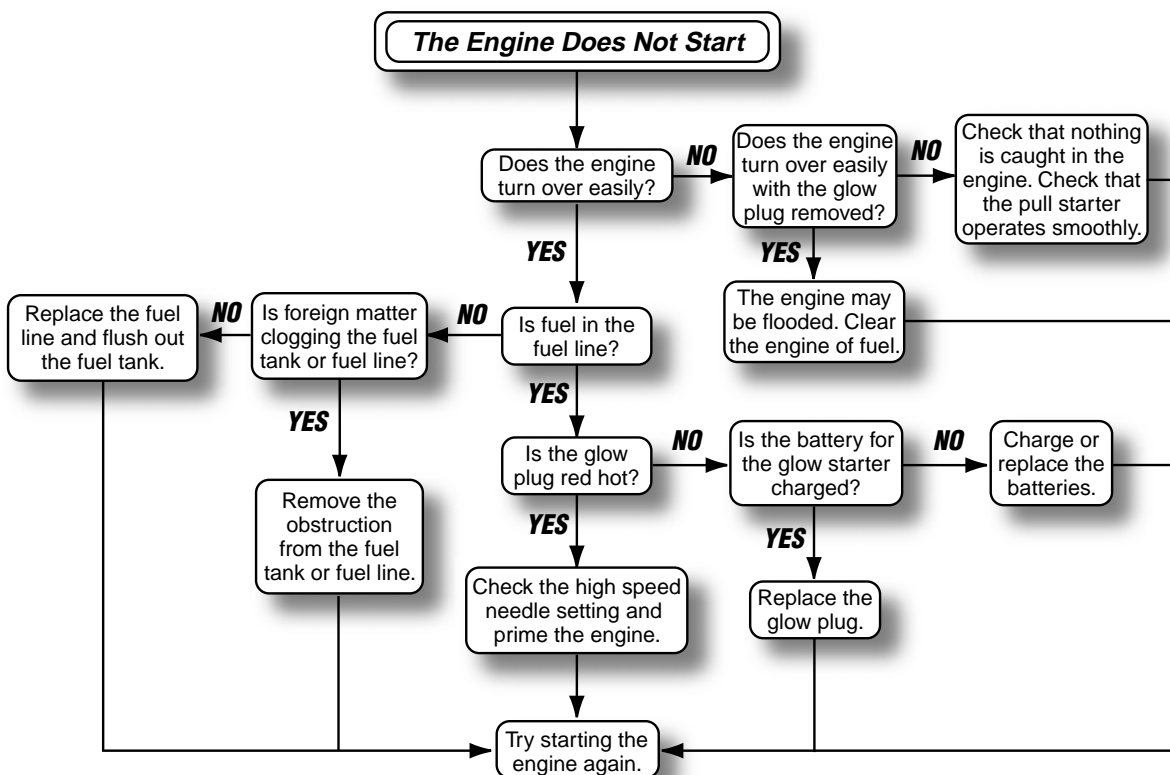 The Engine Does Not Start
Does the engine
turn over easily?
NO
Does the engine
turn over easily
with the glow
plug removed?
NO
Check that nothing
is caught in the
engine. Check that
the pull starter
operates smoothly.
YES
YES
The engine may
be flooded. Clear
the engine of fuel.
Is fuel in the
fuel line?
NO
Is foreign matter
clogging the fuel
tank or fuel line?
NO
Replace the fuel
line and flush out
the fuel tank.
YES
Remove the
obstruction
from the fuel
tank or fuel line.
YES
Is the glow
plug red hot?
NO
Is the battery for
the glow starter
charged?
NO
Charge or
replace the
batteries.
YES
Check the high speed
needle setting and
prime the engine.
YES
Replace the
glow plug.
Try starting the
engine again.